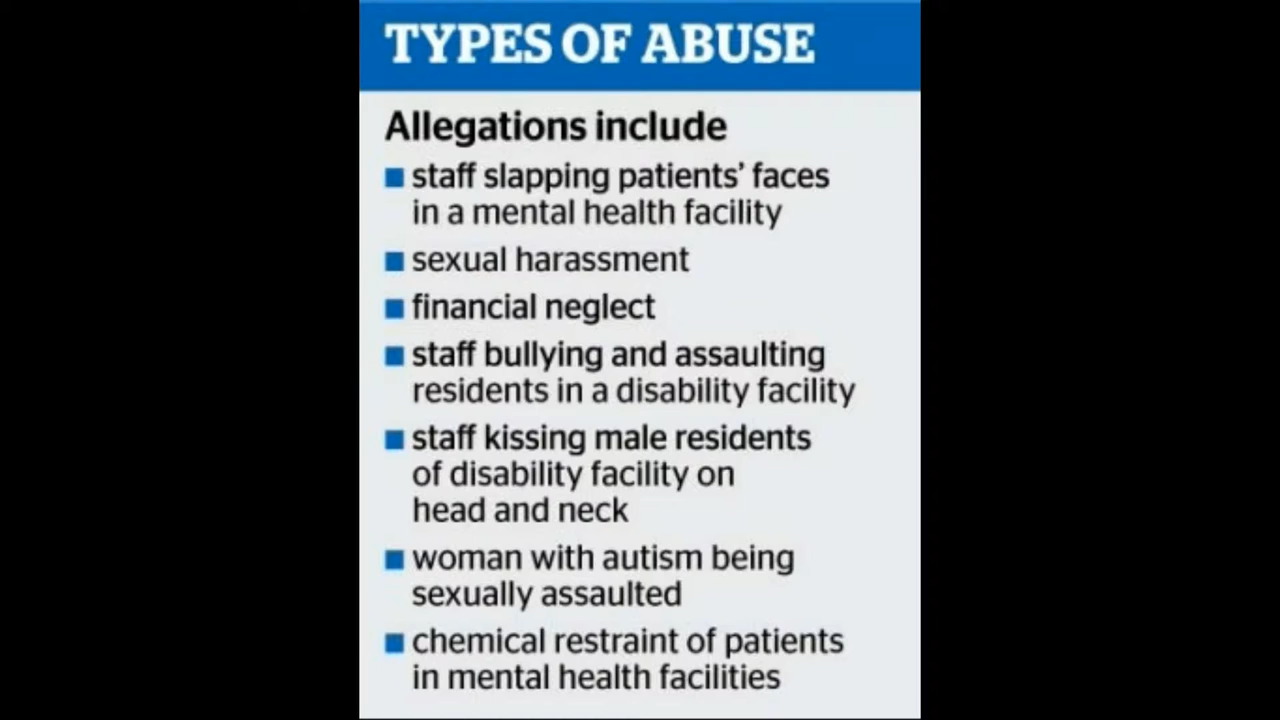 TYPES OF ABUSE
Allegations include
staff slapping patients’ faces
in a mental health facility
sexual harassment
financial neglect
staff bullying and assaulting
residents in a disability facility
staff kissing male residents
of disability facility on
head and neck
woman with autism being
sexually assaulted
chemical restraint of patients
in mental health facilities